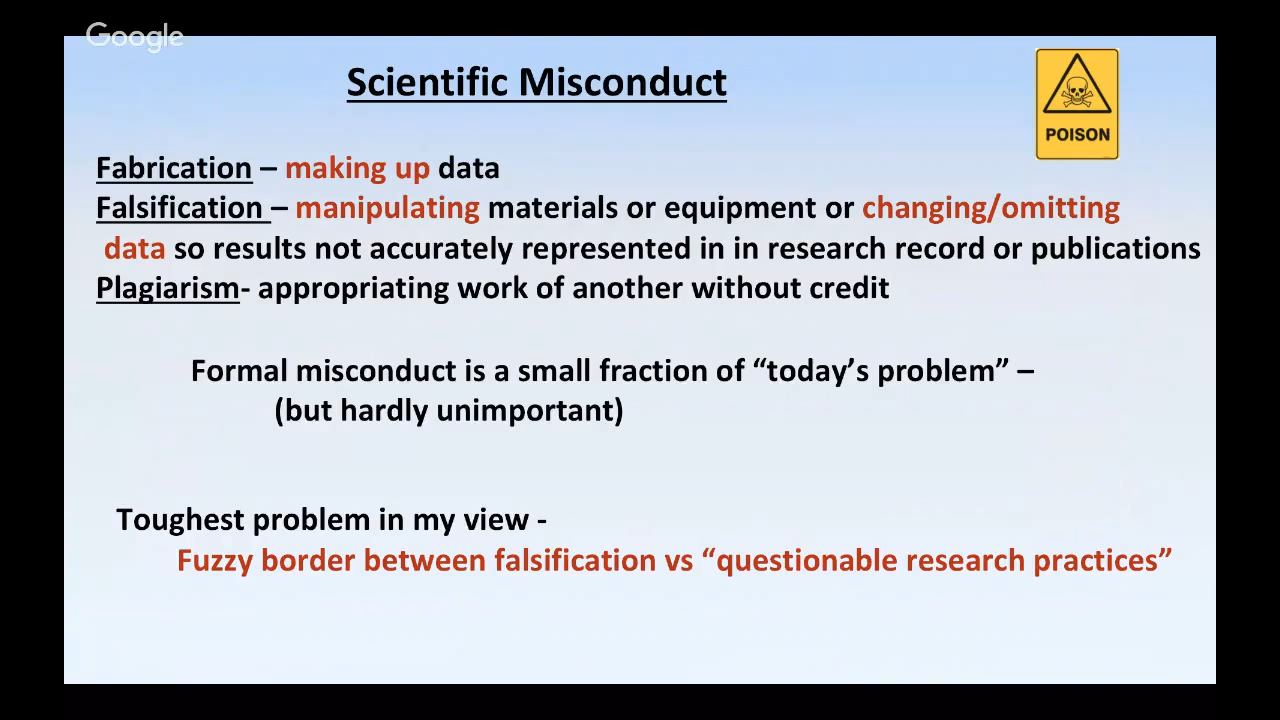 Google
Scientific Misconduct
POISON
Fabrication – making up data
Falsification – manipulating materials or equipment or changing/omitting
data so results not accurately represented in in research record or publications
Plagiarism- appropriating work of another without credit
Formal misconduct is a small fraction of “today’s problem” –
(but hardly unimportant)
Toughest problem in my view -
Fuzzy border between falsification vs “questionable research practices”